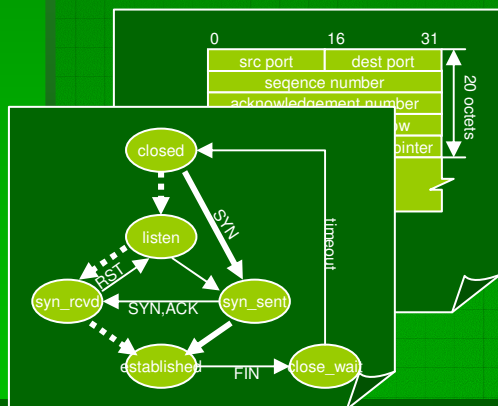 0 16 31
src port dest port
seqence number
acknowledgement number
20 octets
closed
SYN
timeout
listen
RST
syn_rcvd
SYN,ACK
syn_sent
established
FIN
close_wait